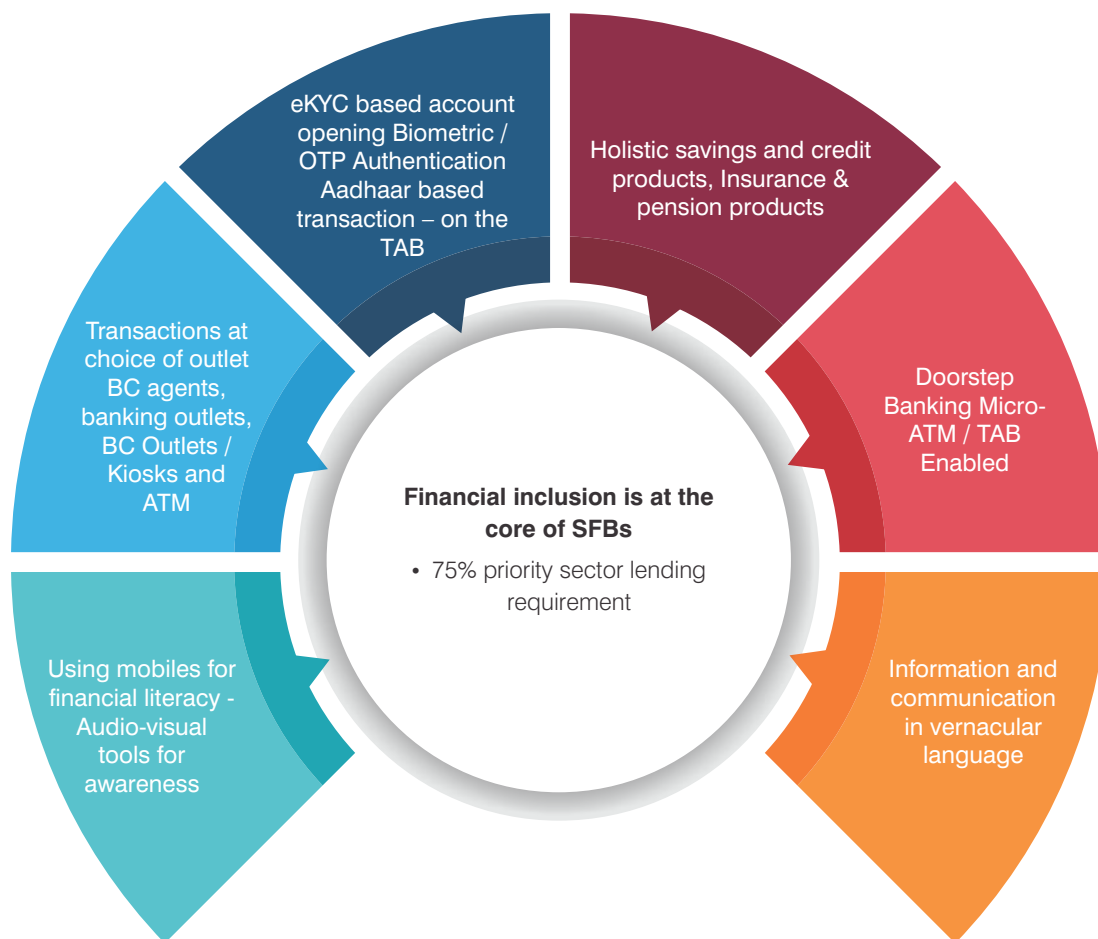 eKYC based account
opening Biometric /
OTP Authentication
Aadhaar based
transaction – on the
TAB
Holistic savings and credit
products, Insurance &
pension products
Transactions at
choice of outlet
BC agents,
banking outlets,
BC Outlets /
Kiosks and
ATM
Doorstep
Banking Micro-
ATM / TAB
Enabled
Financial inclusion is at the
core of SFBs
• 75% priority sector lending
requirement
Using mobiles for
financial literacy -
Audio-visual
tools for
awareness
Information and
communication
in vernacular
language